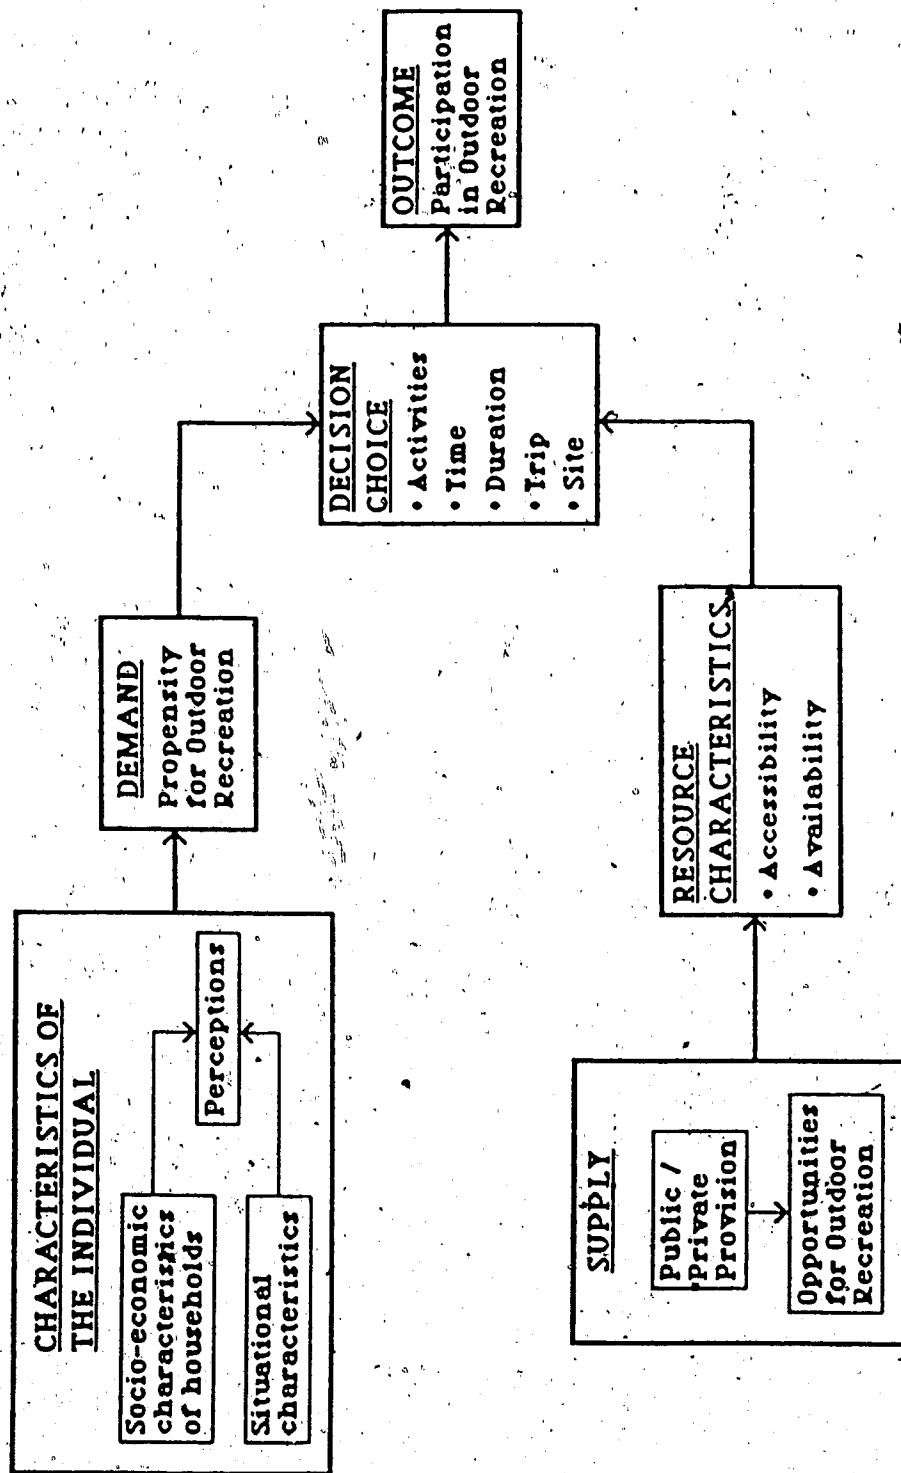 CHARACTERISTICS OF
THE INDIVIDUAL
Socio-economic
characteristics
of households
Situational
characteristics
Perceptions
DEMAND
Propensity
for Outdoor
Recreation
SUPPLY
Public /
Private
Provision
Opportunities
for Outdoor
Recreation
RESOURCE
CHARACTERISTICS
• Accessibility
• Availability
DECISION
CHOICE
• Activities
• Time
• Duration
• Trip
• Site
OUTCOME
Participation
in Outdoor
Recreation